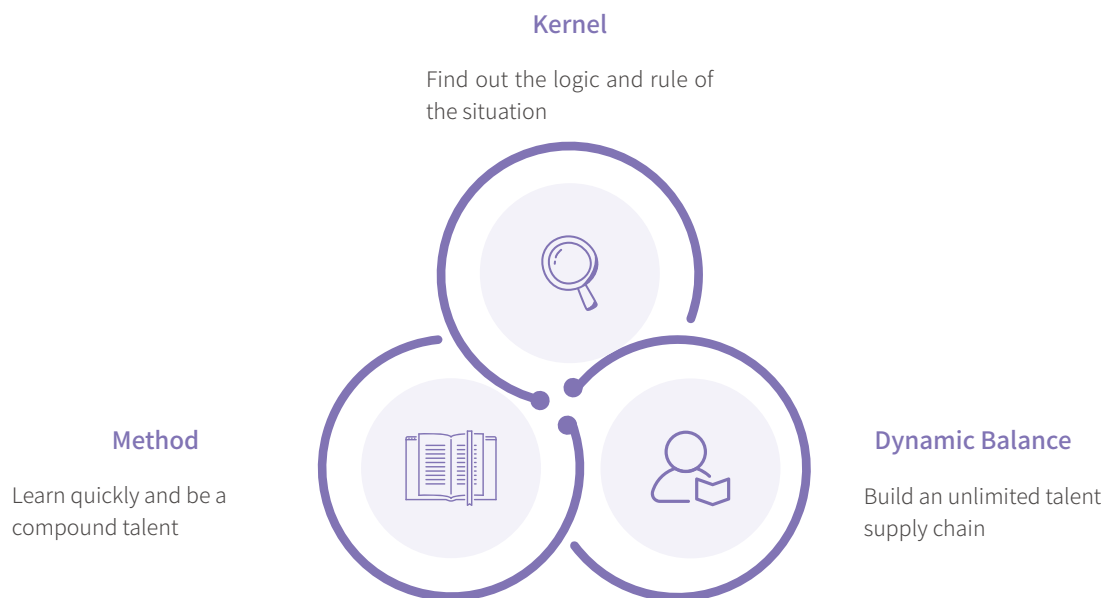 Kernel
Find out the logic and rule of
the situation
Method
Learn quickly and be a
compound talent
Dynamic Balance
Build an unlimited talent
supply chain